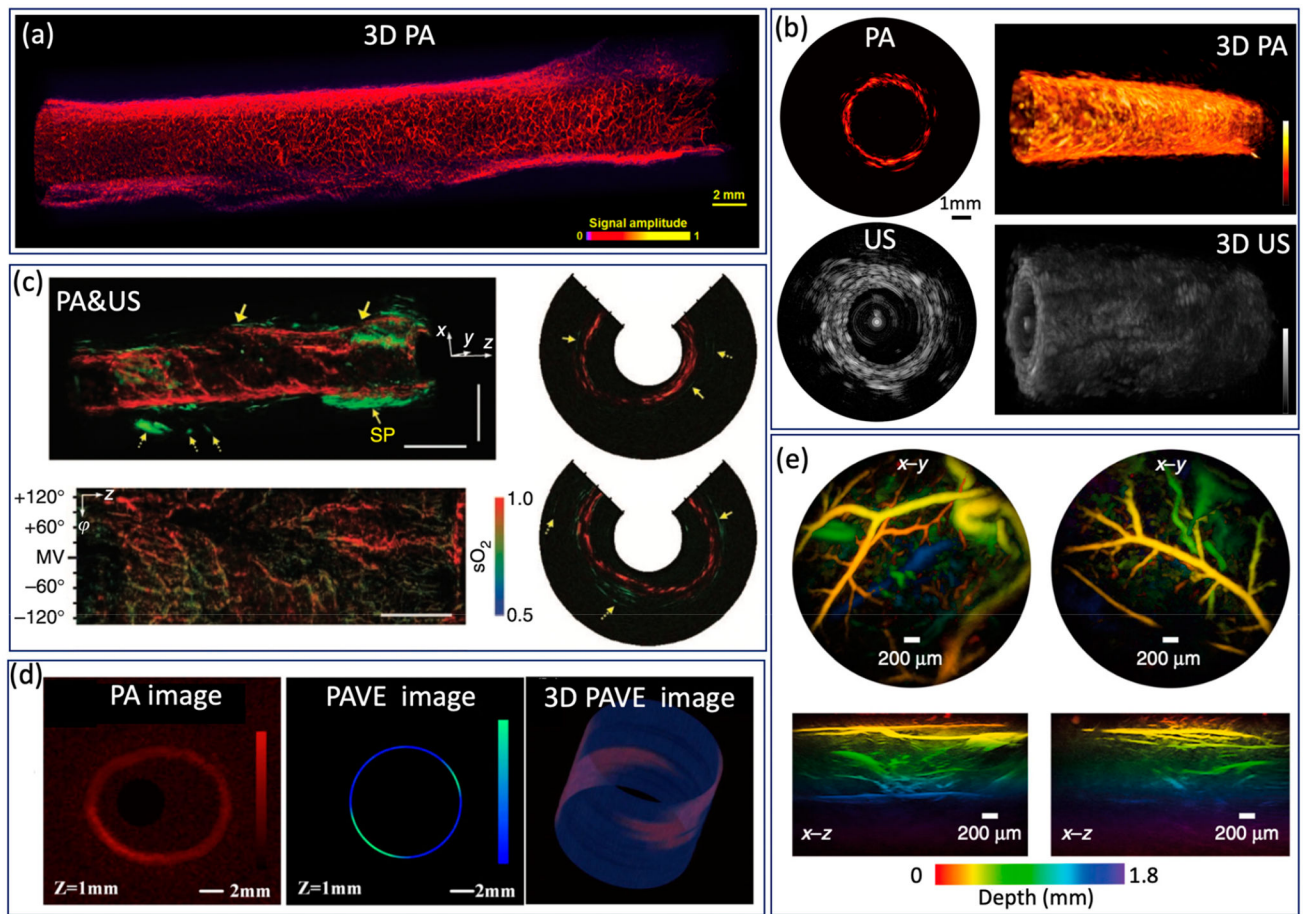 (a)
3D PA
2 mm
Signal amplitude
0
1
(b)
PA
3D PA
1mm
US
3D US
(c)
PA&US
x
y
z
SP
+120°
+60°
MV
−60°
−120°
z
φ
1.0
sO₂
0.5
(d)
PA image
Z=1mm
2mm
PAVE image
Z=1mm
2mm
3D PAVE image
(e)
x–y
200 µm
x–y
200 µm
x–z
200 µm
x–z
200 µm
0
1.8
Depth (mm)